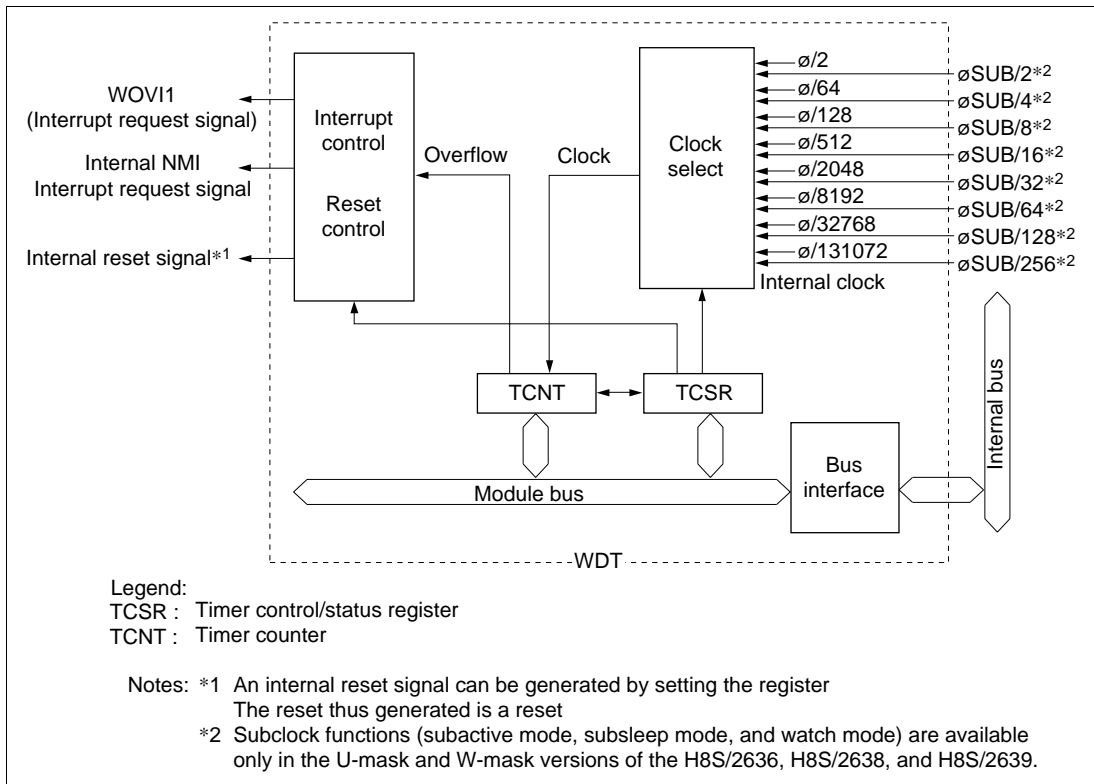 WOVI1
(Interrupt request signal)
Internal NMI
Interrupt request signal
Internal reset signal*1
Interrupt
control
Reset
control
Overflow
Clock
Clock
select
ø/2
ø/64
ø/128
ø/512
ø/2048
ø/8192
ø/32768
ø/131072
Internal clock
øSUB/2*2
øSUB/4*2
øSUB/8*2
øSUB/16*2
øSUB/32*2
øSUB/64*2
øSUB/128*2
øSUB/256*2
TCNT
TCSR
Module bus
Bus
interface
Internal bus
WDT
Legend:
TCSR : Timer control/status register
TCNT : Timer counter
Notes: *1 An internal reset signal can be generated by setting the register
The reset thus generated is a reset
*2 Subclock functions (subactive mode, subsleep mode, and watch mode) are available
only in the U-mask and W-mask versions of the H8S/2636, H8S/2638, and H8S/2639.